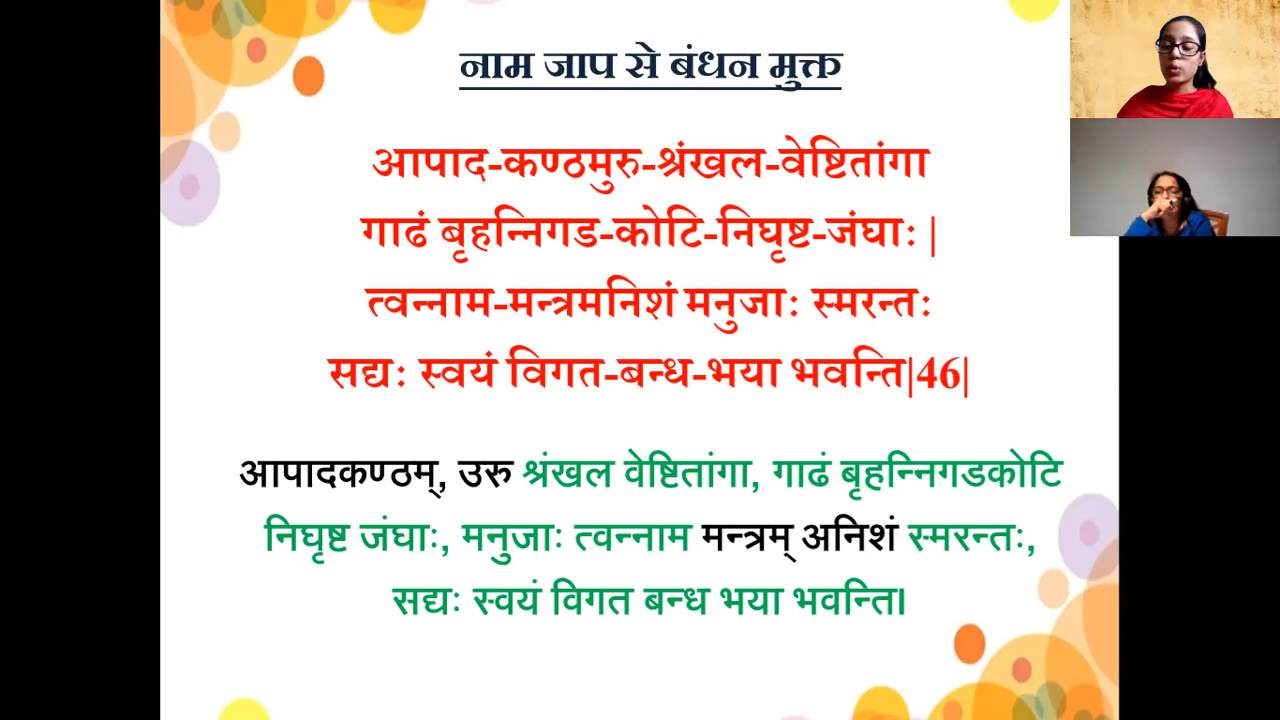 नाम जाप से बंधन मुक्त
आपाद-कण्ठमुरु-श्रंखल-वेष्टितांगा
गाढं बृहन्निगड-कोटि-निघृष्ट-जंघाः |
त्वन्नाम-मन्त्रमनिशं मनुजाः स्मरन्तः
सद्यः स्वयं विगत-बन्ध-भया भवन्ति|46|
आपादकण्ठम्, उरु श्रंखल वेष्टितांगा, गाढं बृहन्निगडकोटि
निघृष्ट जंघाः, मनुजाः त्वन्नाम मन्त्रम् अनिशं स्मरन्तः,
सद्यः स्वयं विगत बन्ध भया भवन्ति।